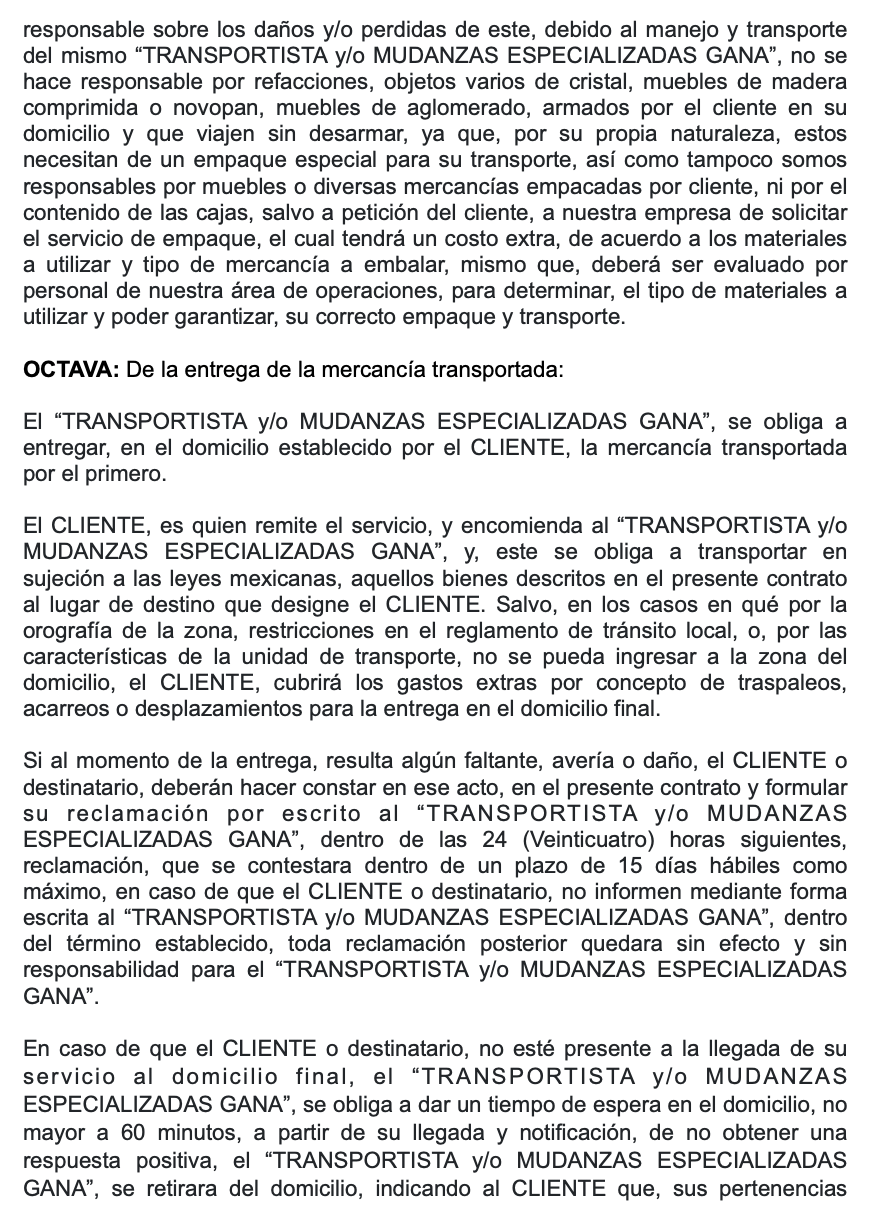 responsable sobre los daños y/o perdidas de este, debido al manejo y transporte
del mismo “TRANSPORTISTA y/o MUDANZAS ESPECIALIZADAS GANA”, no se
hace responsable por refacciones, objetos varios de cristal, muebles de madera
comprimida o novopan, muebles de aglomerado, armados por el cliente en su
domicilio y que viajen sin desarmar, ya que, por su propia naturaleza, estos
necesitan de un empaque especial para su transporte, así como tampoco somos
responsables por muebles o diversas mercancías empacadas por cliente, ni por el
contenido de las cajas, salvo a petición del cliente, a nuestra empresa de solicitar
el servicio de empaque, el cual tendrá un costo extra, de acuerdo a los materiales
a utilizar y tipo de mercancía a embalar, mismo que, deberá ser evaluado por
personal de nuestra área de operaciones, para determinar, el tipo de materiales a
utilizar y poder garantizar, su correcto empaque y transporte.
OCTAVA: De la entrega de la mercancía transportada:
El “TRANSPORTISTA y/o MUDANZAS ESPECIALIZADAS GANA”, se obliga a
entregar, en el domicilio establecido por el CLIENTE, la mercancía transportada
por el primero.
El CLIENTE, es quien remite el servicio, y encomienda al “TRANSPORTISTA y/o
MUDANZAS ESPECIALIZADAS GANA”, y, este se obliga a transportar en
sujeción a las leyes mexicanas, aquellos bienes descritos en el presente contrato
al lugar de destino que designe el CLIENTE. Salvo, en los casos en qué por la
orografía de la zona, restricciones en el reglamento de tránsito local, o, por las
características de la unidad de transporte, no se pueda ingresar a la zona del
domicilio, el CLIENTE, cubrirá los gastos extras por concepto de traspaleos,
acarreos o desplazamientos para la entrega en el domicilio final.
Si al momento de la entrega, resulta algún faltante, avería o daño, el CLIENTE o
destinatario, deberán hacer constar en ese acto, en el presente contrato y formular
su reclamación por escrito al “TRANSPORTISTA y/o MUDANZAS
ESPECIALIZADAS GANA”, dentro de las 24 (Veinticuatro) horas siguientes,
reclamación, que se contestara dentro de un plazo de 15 días hábiles como
máximo, en caso de que el CLIENTE o destinatario, no informen mediante forma
escrita al “TRANSPORTISTA y/o MUDANZAS ESPECIALIZADAS GANA”, dentro
del término establecido, toda reclamación posterior quedara sin efecto y sin
responsabilidad para el “TRANSPORTISTA y/o MUDANZAS ESPECIALIZADAS
GANA”.
En caso de que el CLIENTE o destinatario, no esté presente a la llegada de su
servicio al domicilio final, el “TRANSPORTISTA y/o MUDANZAS
ESPECIALIZADAS GANA”, se obliga a dar un tiempo de espera en el domicilio, no
mayor a 60 minutos, a partir de su llegada y notificación, de no obtener una
respuesta positiva, el “TRANSPORTISTA y/o MUDANZAS ESPECIALIZADAS
GANA”, se retirara del domicilio, indicando al CLIENTE que, sus pertenencias